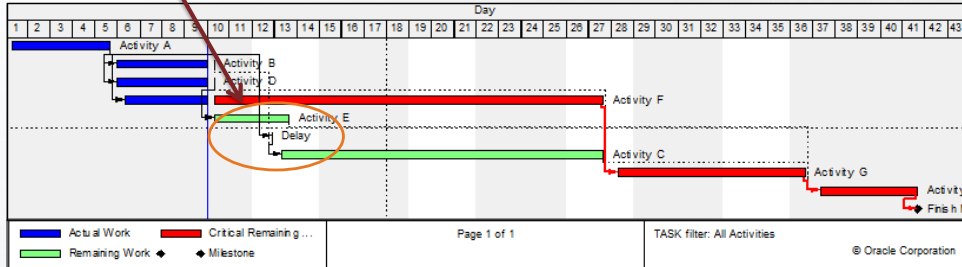 Day
1 2 3 4 5 6 7 8 9 10 11 12 13 14 15 16 17 18 19 20 21 22 23 24 25 26 27 28 29 30 31 32 33 34 35 36 37 38 39 40 41 42 43
Activity A
Activity B
Activity D
Activity F
Activity E
Delay
Activity C
Activity G
Activity
Finish
Actual Work Critical Remaining ... Page 1 of 1 TASK filter: All Activities
Remaining Work Milestone
© Oracle Corporation